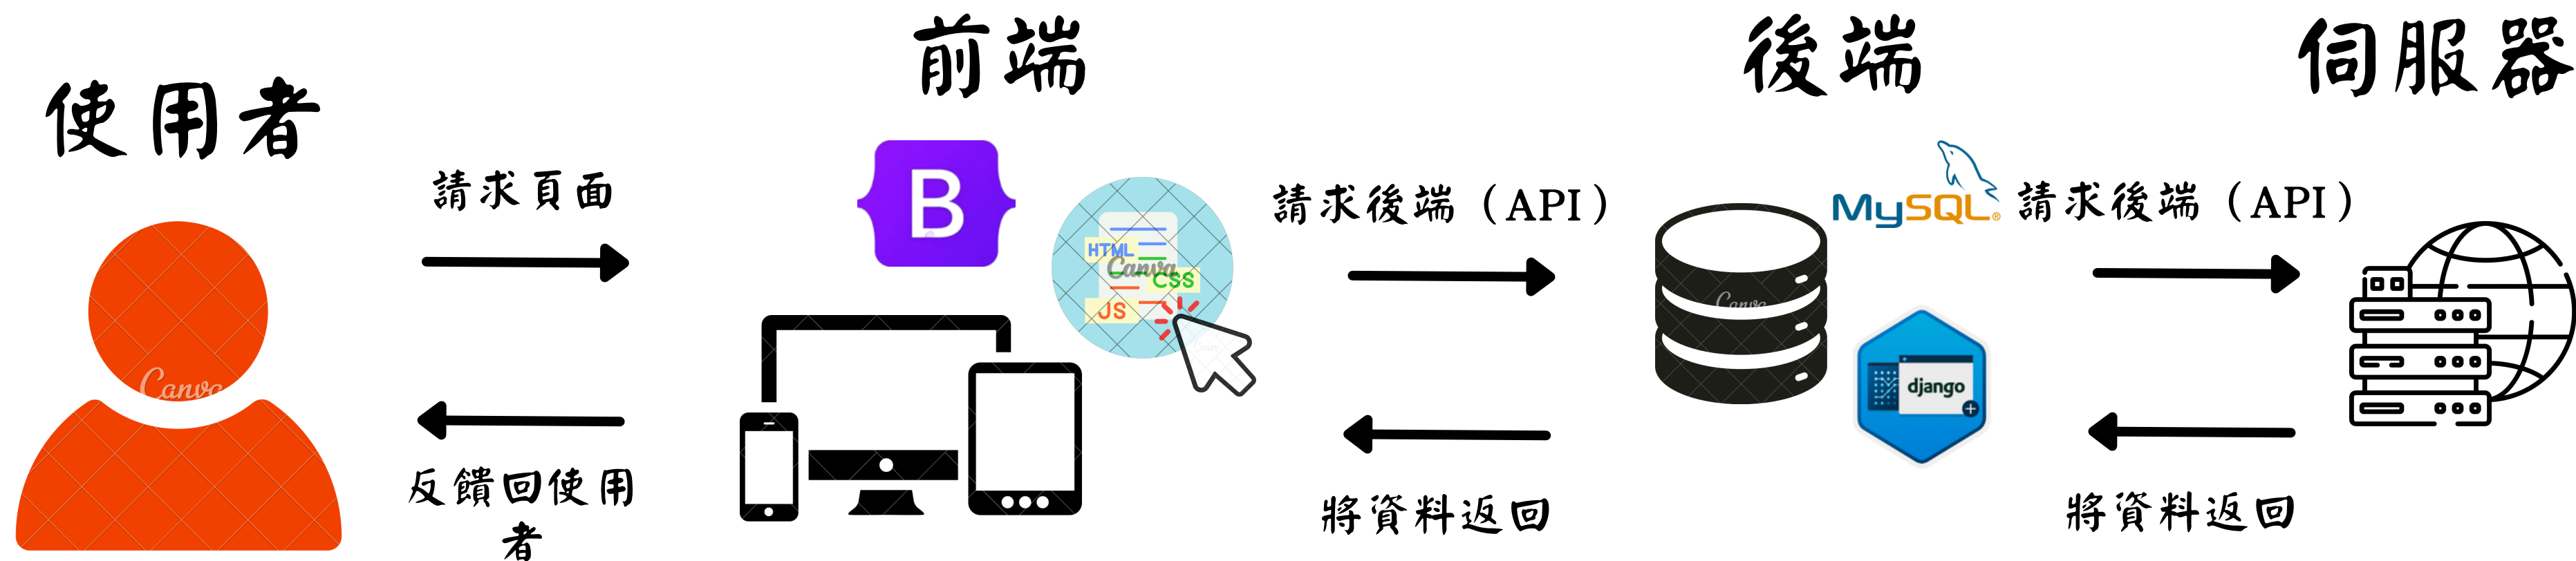 使用者
前端
後端
伺服器
請求頁面
反饋回使用
者
B
HTML
CSS
JS
Canva
請求後端（API）
將資料返回
MySQL®
django
請求後端（API）
將資料返回
Canva
Canva